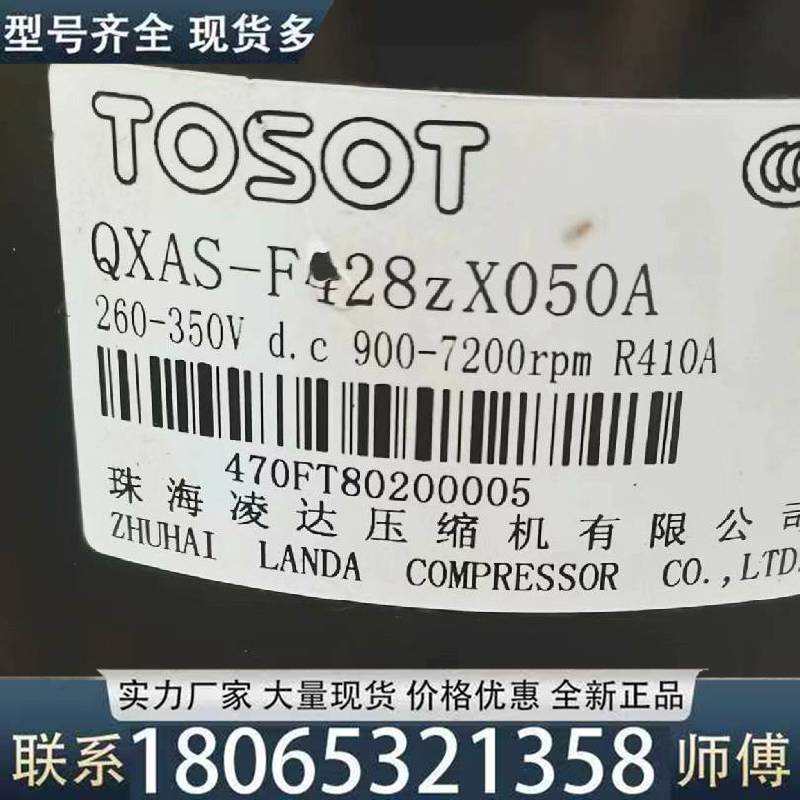 型号齐全 现货多
TOSOT
QXAS-F428zX050A
260-350V d.c 900-7200rpm R410A
470FT80200005
珠海凌达压缩机有限公司
ZHUHAI LANDA COMPRESSOR CO.,LTD.
实力厂家 大量现货 价格优惠 全新正品
联系18065321358 师傅